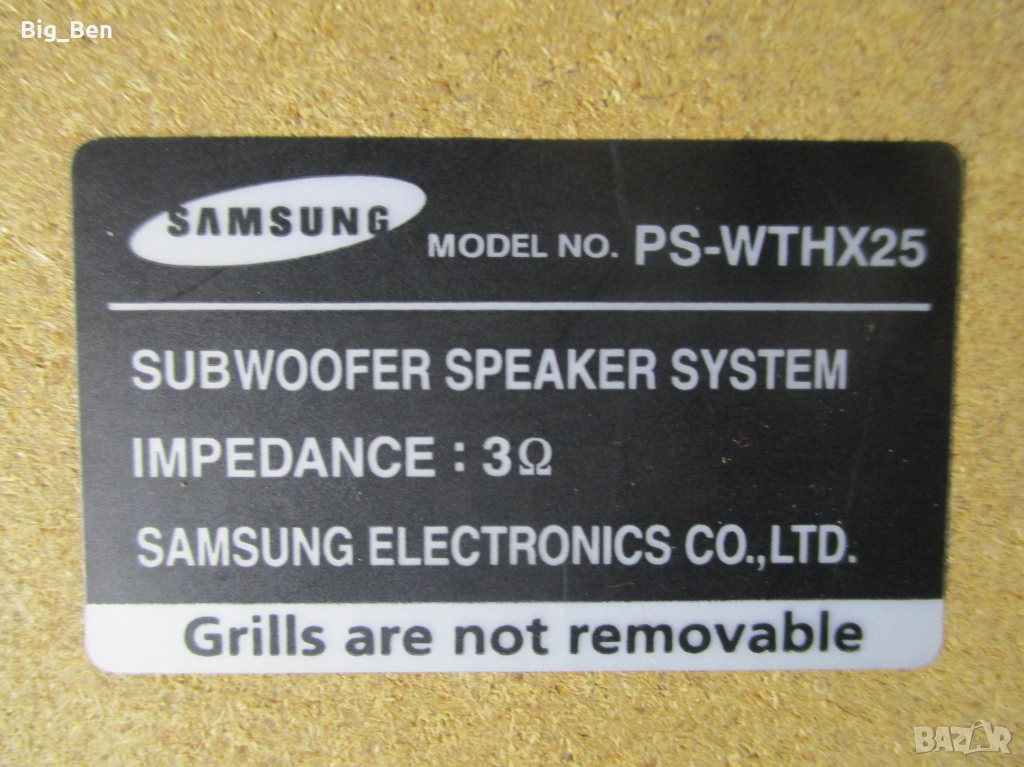 Big_Ben
SAMSUNG
MODEL NO. PS-WTHX25
SUBWOOFER SPEAKER SYSTEM
IMPEDANCE : 3Ω
SAMSUNG ELECTRONICS CO.,LTD.
Grills are not removable
BAZAR